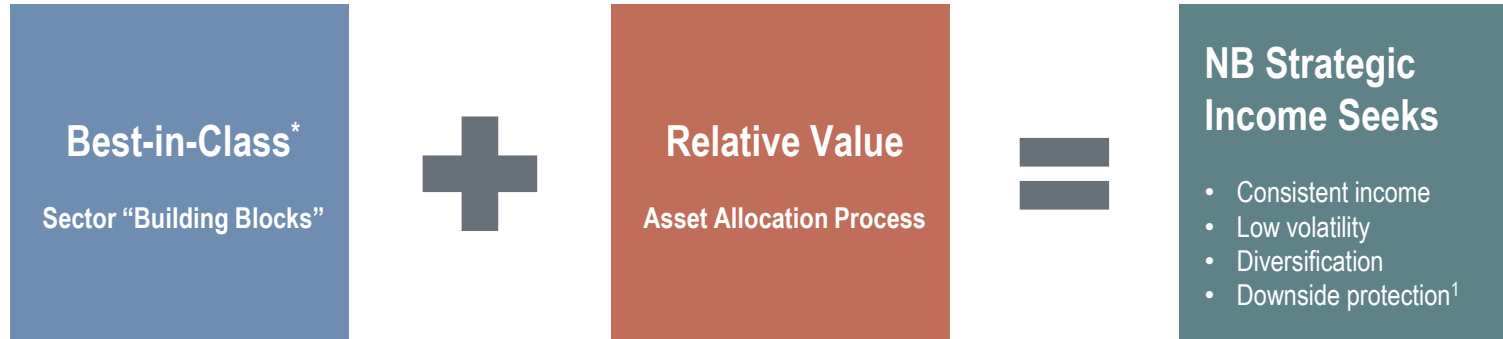 Best-in-Class*
Sector “Building Blocks”
Relative Value
Asset Allocation Process
NB Strategic
Income Seeks
• Consistent income
• Low volatility
• Diversification
• Downside protection1